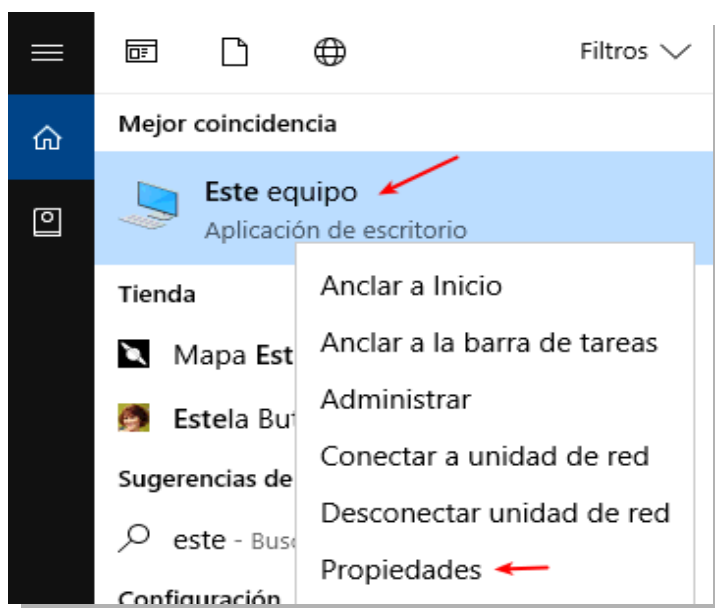 Filtros
Mejor coincidencia
Este equipo
Aplicación de escritorio
Tienda
Mapa Est
Estela But
Sugerencias de
este - Busc
Configuración
Anclar a Inicio
Anclar a la barra de tareas
Administrar
Conectar a unidad de red
Desconectar unidad de red
Propiedades